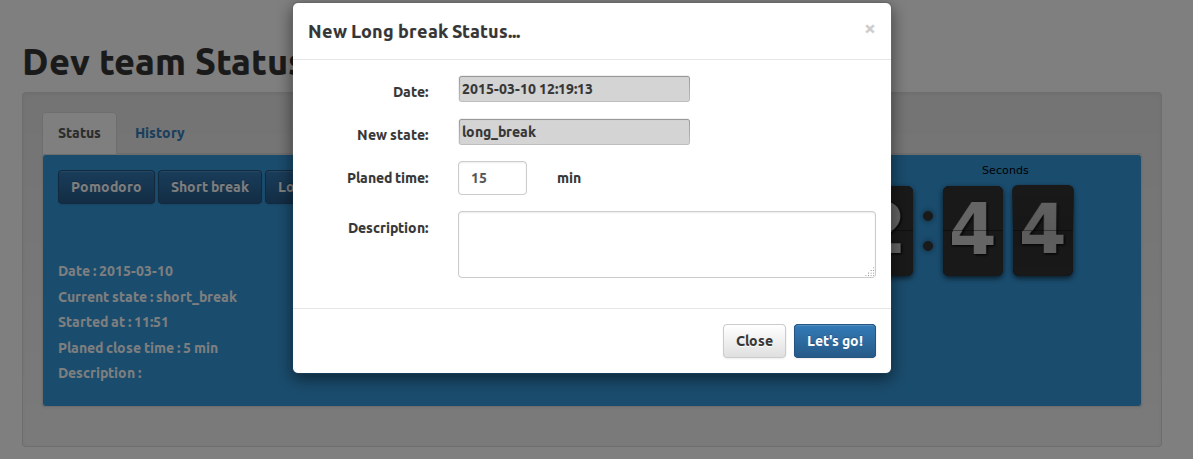 New Long break Status...
×
Dev team Status
Date: 2015-03-10 12:19:13
New state: long_break
Planed time: 15 min
Description:
Close Let's go!
Status History
Pomodoro Short break
Seconds
: 4 4
Date : 2015-03-10
Current state : short_break
Started at : 11:51
Planed close time : 5 min
Description :